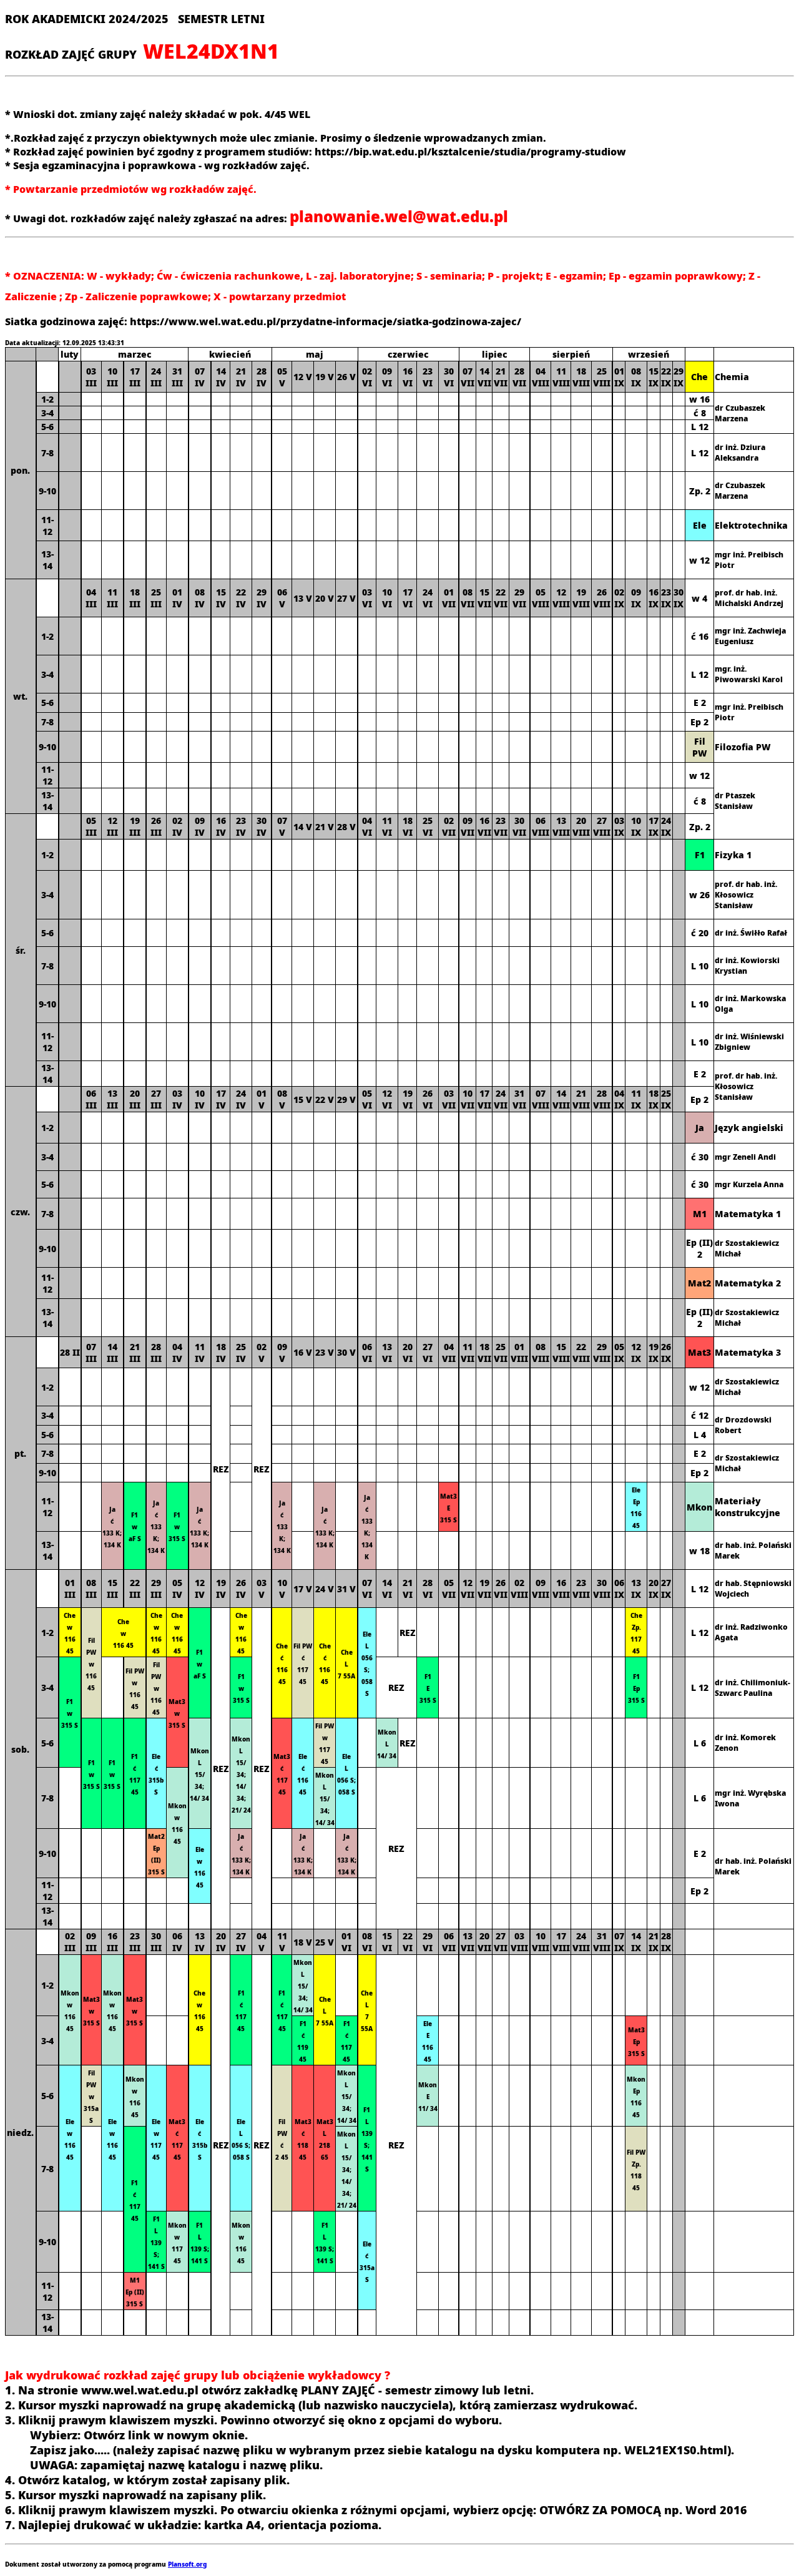 ROK AKADEMICKI 2024/2025 SEMESTR LETNI
ROZKŁAD ZAJĘĆ GRUPY WEL24DX1N1
* Wnioski dot. zmiany zajęć należy składać w pok. 4/45 WEL
*.Rozkład zajęć z przyczyn obiektywnych może ulec zmianie. Prosimy o śledzenie wprowadzanych zmian.
* Rozkład zajęć powinien być zgodny z programem studiów: https://bip.wat.edu.pl/ksztalcenie/studia/programy-studiow
* Sesja egzaminacyjna i poprawkowa - wg rozkładów zajęć.
* Powtarzanie przedmiotów wg rozkładów zajęć.
* Uwagi dot. rozkładów zajęć należy zgłaszać na adres: planowanie.wel@wat.edu.pl
* OZNACZENIA: W - wykłady; Ćw - ćwiczenia rachunkowe, L - zaj. laboratoryjne; S - seminaria; P - projekt; E - egzamin; Ep - egzamin poprawkowy; Z -
Zaliczenie ; Zp - Zaliczenie poprawkowe; X - powtarzany przedmiot
Siatka godzinowa zajęć: https://www.wel.wat.edu.pl/przydatne-informacje/siatka-godzinowa-zajec/
Data aktualizacji: 12.09.2025 13:43:31
luty marzec kwiecień maj czerwiec lipiec sierpień wrzesień
03 III 10 III 17 III 24 III 31 III 07 IV 14 IV 21 IV 28 IV 05 V 12 V 19 V 26 V 02 VI 09 VI 16 VI 23 VI 30 VI 07 VII 14 VII 21 VII 28 VII 04 VIII 11 VIII 18 VIII 25 VIII 01 IX 08 IX 15 IX 22 IX 29 IX Che Chemia
pon.
1-2 w 16 dr Czubaszek Marzena
3-4 ć 8
5-6 L 12
7-8 L 12 dr inż. Dziura Aleksandra
9-10 Zp. 2 dr Czubaszek Marzena
11-12 Ele Elektrotechnika
13-14 w 12 mgr inż. Preibisch Piotr
04 III 11 III 18 III 25 III 01 IV 08 IV 15 IV 22 IV 29 IV 06 V 13 V 20 V 27 V 03 VI 10 VI 17 VI 24 VI 01 VII 08 VII 15 VII 22 VII 29 VII 05 VIII 12 VIII 19 VIII 26 VIII 02 IX 09 IX 16 IX 23 IX 30 IX w 4 prof. dr hab. inż. Michalski Andrzej
wt.
1-2 ć 16 mgr inż. Zachwieja Eugeniusz
3-4 L 12 mgr. inż. Piwowarski Karol
5-6 E 2 mgr inż. Preibisch Piotr
7-8 Ep 2
9-10 Fil PW Filozofia PW
11-12 w 12 dr Ptaszek Stanisław
13-14 ć 8
05 III 12 III 19 III 26 III 02 IV 09 IV 16 IV 23 IV 30 IV 07 V 14 V 21 V 28 V 04 VI 11 VI 18 VI 25 VI 02 VII 09 VII 16 VII 23 VII 30 VII 06 VIII 13 VIII 20 VIII 27 VIII 03 IX 10 IX 17 IX 24 IX Zp. 2
śr.
1-2 F1 Fizyka 1
3-4 w 26 prof. dr hab. inż. Kłosowicz Stanisław
5-6 ć 20 dr inż. Świłło Rafał
7-8 L 10 dr inż. Kowiorski Krystian
9-10 L 10 dr inż. Markowska Olga
11-12 L 10 dr inż. Wiśniewski Zbigniew
13-14 E 2 prof. dr hab. inż. Kłosowicz Stanisław
06 III 13 III 20 III 27 III 03 IV 10 IV 17 IV 24 IV 01 V 08 V 15 V 22 V 29 V 05 VI 12 VI 19 VI 26 VI 03 VII 10 VII 17 VII 24 VII 31 VII 07 VIII 14 VIII 21 VIII 28 VIII 04 IX 11 IX 18 IX 25 IX Ep 2
czw.
1-2 Ja Język angielski
3-4 ć 30 mgr Zeneli Andi
5-6 ć 30 mgr Kurzela Anna
7-8 M1 Matematyka 1
9-10 Ep (II) 2 dr Szostakiewicz Michał
11-12 Mat2 Matematyka 2
13-14 Ep (II) 2 dr Szostakiewicz Michał
28 II 07 III 14 III 21 III 28 III 04 IV 11 IV 18 IV 25 IV 02 V 09 V 16 V 23 V 30 V 06 VI 13 VI 20 VI 27 VI 04 VII 11 VII 18 VII 25 VII 01 VIII 08 VIII 15 VIII 22 VIII 29 VIII 05 IX 12 IX 19 IX 26 IX Mat3 Matematyka 3
pt.
1-2 REZ REZ w 12 dr Szostakiewicz Michał
3-4 ć 12 dr Drozdowski Robert
5-6 L 4
7-8 E 2 dr Szostakiewicz Michał
9-10 Ep 2
11-12 Ja ć 133 K; 134 K F1 w aF S Ja ć 133 K; 134 K F1 w 315 S Ja ć 133 K; 134 K Ja ć 133 K; 134 K Ja ć 133 K; 134 K Ja ć 133 K; 134 K Mat3 E 315 S Ele Ep 116 45 Mkon Materiały konstrukcyjne
13-14 w 18 dr hab. inż. Polański Marek
01 III 08 III 15 III 22 III 29 III 05 IV 12 IV 19 IV 26 IV 03 V 10 V 17 V 24 V 31 V 07 VI 14 VI 21 VI 28 VI 05 VII 12 VII 19 VII 26 VII 02 VIII 09 VIII 16 VIII 23 VIII 30 VIII 06 IX 13 IX 20 IX 27 IX L 12 dr hab. Stępniowski Wojciech
sob.
1-2 Che w 116 45 Fil PW w 116 45 Che w 116 45 Che w 116 45 Che w 116 45 F1 w aF S REZ Che w 116 45 REZ Che ć 116 45 Fil PW ć 117 45 Che ć 116 45 Che L 7 55A Ele L 056 S; 058 S REZ Che Zp. 117 45 L 12 dr inż. Radziwonko Agata
3-4 F1 w 315 S Fil PW w 116 45 Fil PW w 116 45 Mat3 w 315 S F1 w 315 S REZ F1 E 315 S F1 Ep 315 S L 12 dr inż. Chilimoniuk-Szwarc Paulina
5-6 F1 w 315 S F1 w 315 S F1 ć 117 45 Ele ć 315b S Mkon L 15/ 34; 14/ 34 Mkon L 15/ 34; 14/ 34; 21/ 24 Mat3 ć 117 45 Ele ć 116 45 Fil PW w 117 45 Ele L 056 S; 058 S Mkon L 14/ 34 REZ L 6 dr inż. Komorek Zenon
7-8 Mkon w 116 45 Mkon L 15/ 34; 14/ 34 REZ L 6 mgr inż. Wyrębska Iwona
9-10 Mat2 Ep (II) 315 S Ele w 116 45 Ja ć 133 K; 134 K Ja ć 133 K; 134 K Ja ć 133 K; 134 K E 2 dr hab. inż. Polański Marek
11-12 Ep 2
13-14
02 III 09 III 16 III 23 III 30 III 06 IV 13 IV 20 IV 27 IV 04 V 11 V 18 V 25 V 01 VI 08 VI 15 VI 22 VI 29 VI 06 VII 13 VII 20 VII 27 VII 03 VIII 10 VIII 17 VIII 24 VIII 31 VIII 07 IX 14 IX 21 IX 28 IX
niedz.
1-2 Mkon w 116 45 Mat3 w 315 S Mkon w 116 45 Mat3 w 315 S Che w 116 45 REZ F1 ć 117 45 REZ F1 ć 117 45 Mkon L 15/ 34; 14/ 34 Che L 7 55A Che L 7 55A REZ
3-4 F1 ć 119 45 F1 ć 117 45 Ele E 116 45 Mat3 Ep 315 S
5-6 Ele w 116 45 Fil PW w 315a S Ele w 116 45 Mkon w 116 45 Ele w 117 45 Mat3 ć 117 45 Ele ć 315b S Ele L 056 S; 058 S Fil PW ć 2 45 Mat3 ć 118 45 Mat3 L 218 65 Mkon L 15/ 34; 14/ 34 F1 L 139 S; 141 S Mkon E 11/ 34 Mkon Ep 116 45
7-8 F1 ć 117 45 Mkon L 15/ 34; 14/ 34; 21/ 24 Fil PW Zp. 118 45
9-10 F1 L 139 S; 141 S Mkon w 117 45 F1 L 139 S; 141 S Mkon w 116 45 F1 L 139 S; 141 S Ele ć 315a S
11-12 M1 Ep (II) 315 S
13-14
Jak wydrukować rozkład zajęć grupy lub obciążenie wykładowcy ?
1. Na stronie www.wel.wat.edu.pl otwórz zakładkę PLANY ZAJĘĆ - semestr zimowy lub letni.
2. Kursor myszki naprowadź na grupę akademicką (lub nazwisko nauczyciela), którą zamierzasz wydrukować.
3. Kliknij prawym klawiszem myszki. Powinno otworzyć się okno z opcjami do wyboru.
Wybierz: Otwórz link w nowym oknie.
Zapisz jako..... (należy zapisać nazwę pliku w wybranym przez siebie katalogu na dysku komputera np. WEL21EX1S0.html).
UWAGA: zapamiętaj nazwę katalogu i nazwę pliku.
4. Otwórz katalog, w którym został zapisany plik.
5. Kursor myszki naprowadź na zapisany plik.
6. Kliknij prawym klawiszem myszki. Po otwarciu okienka z różnymi opcjami, wybierz opcję: OTWÓRZ ZA POMOCĄ np. Word 2016
7. Najlepiej drukować w układzie: kartka A4, orientacja pozioma.
Dokument został utworzony za pomocą programu Plansoft.org